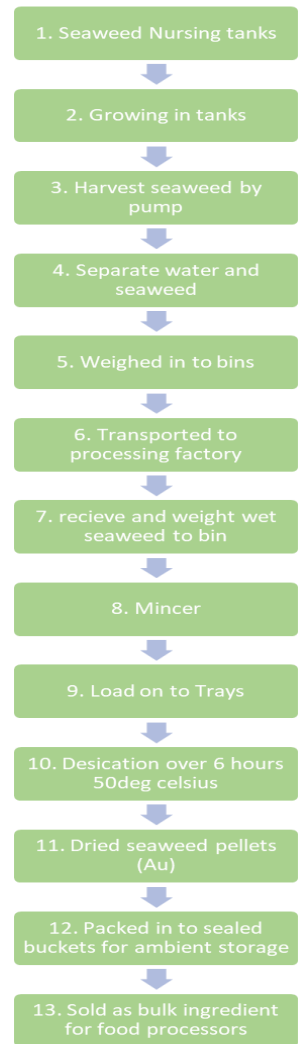 1. Seaweed Nursing tanks
2. Growing in tanks
3. Harvest seaweed by
pump
4. Separate water and
seaweed
5. Weighed in to bins
6. Transported to
processing factory
7. recieve and weight wet
seaweed to bin
8. Mincer
9. Load on to Trays
10. Desication over 6 hours
50deg celsius
11. Dried seaweed pellets
(Au)
12. Packed in to sealed
buckets for ambient storage
13. Sold as bulk ingredient
for food processors